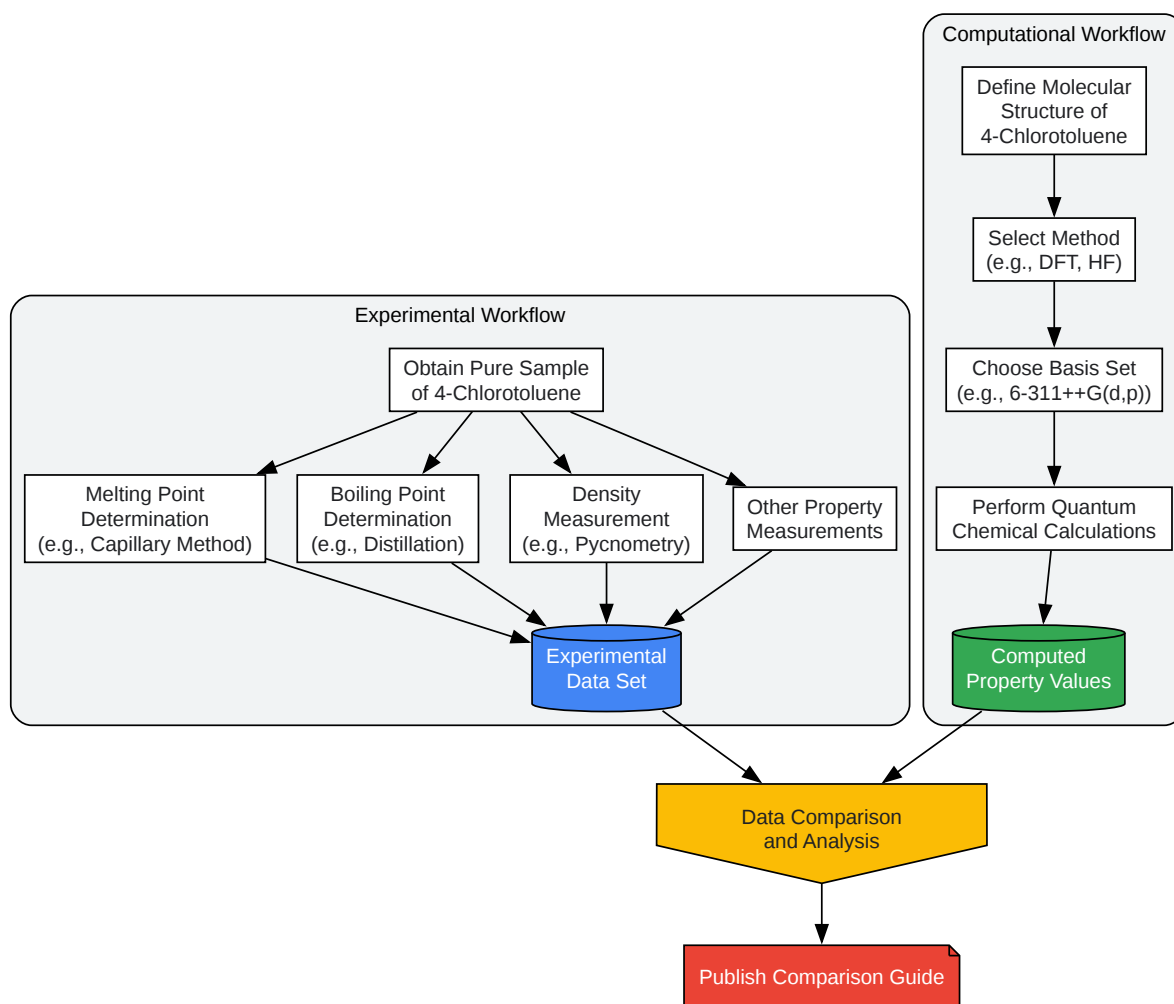 Computational Workflow
Define Molecular
Structure of
4-Chlorotoluene
Select Method
(e.g., DFT, HF)
Choose Basis Set
(e.g., 6-311++G(d,p))
Perform Quantum
Chemical Calculations
Computed
Property Values
Experimental Workflow
Obtain Pure Sample
of 4-Chlorotoluene
Melting Point
Determination
(e.g., Capillary Method)
Boiling Point
Determination
(e.g., Distillation)
Density
Measurement
(e.g., Pycnometry)
Other Property
Measurements
Experimental
Data Set
Data Comparison
and Analysis
Publish Comparison Guide